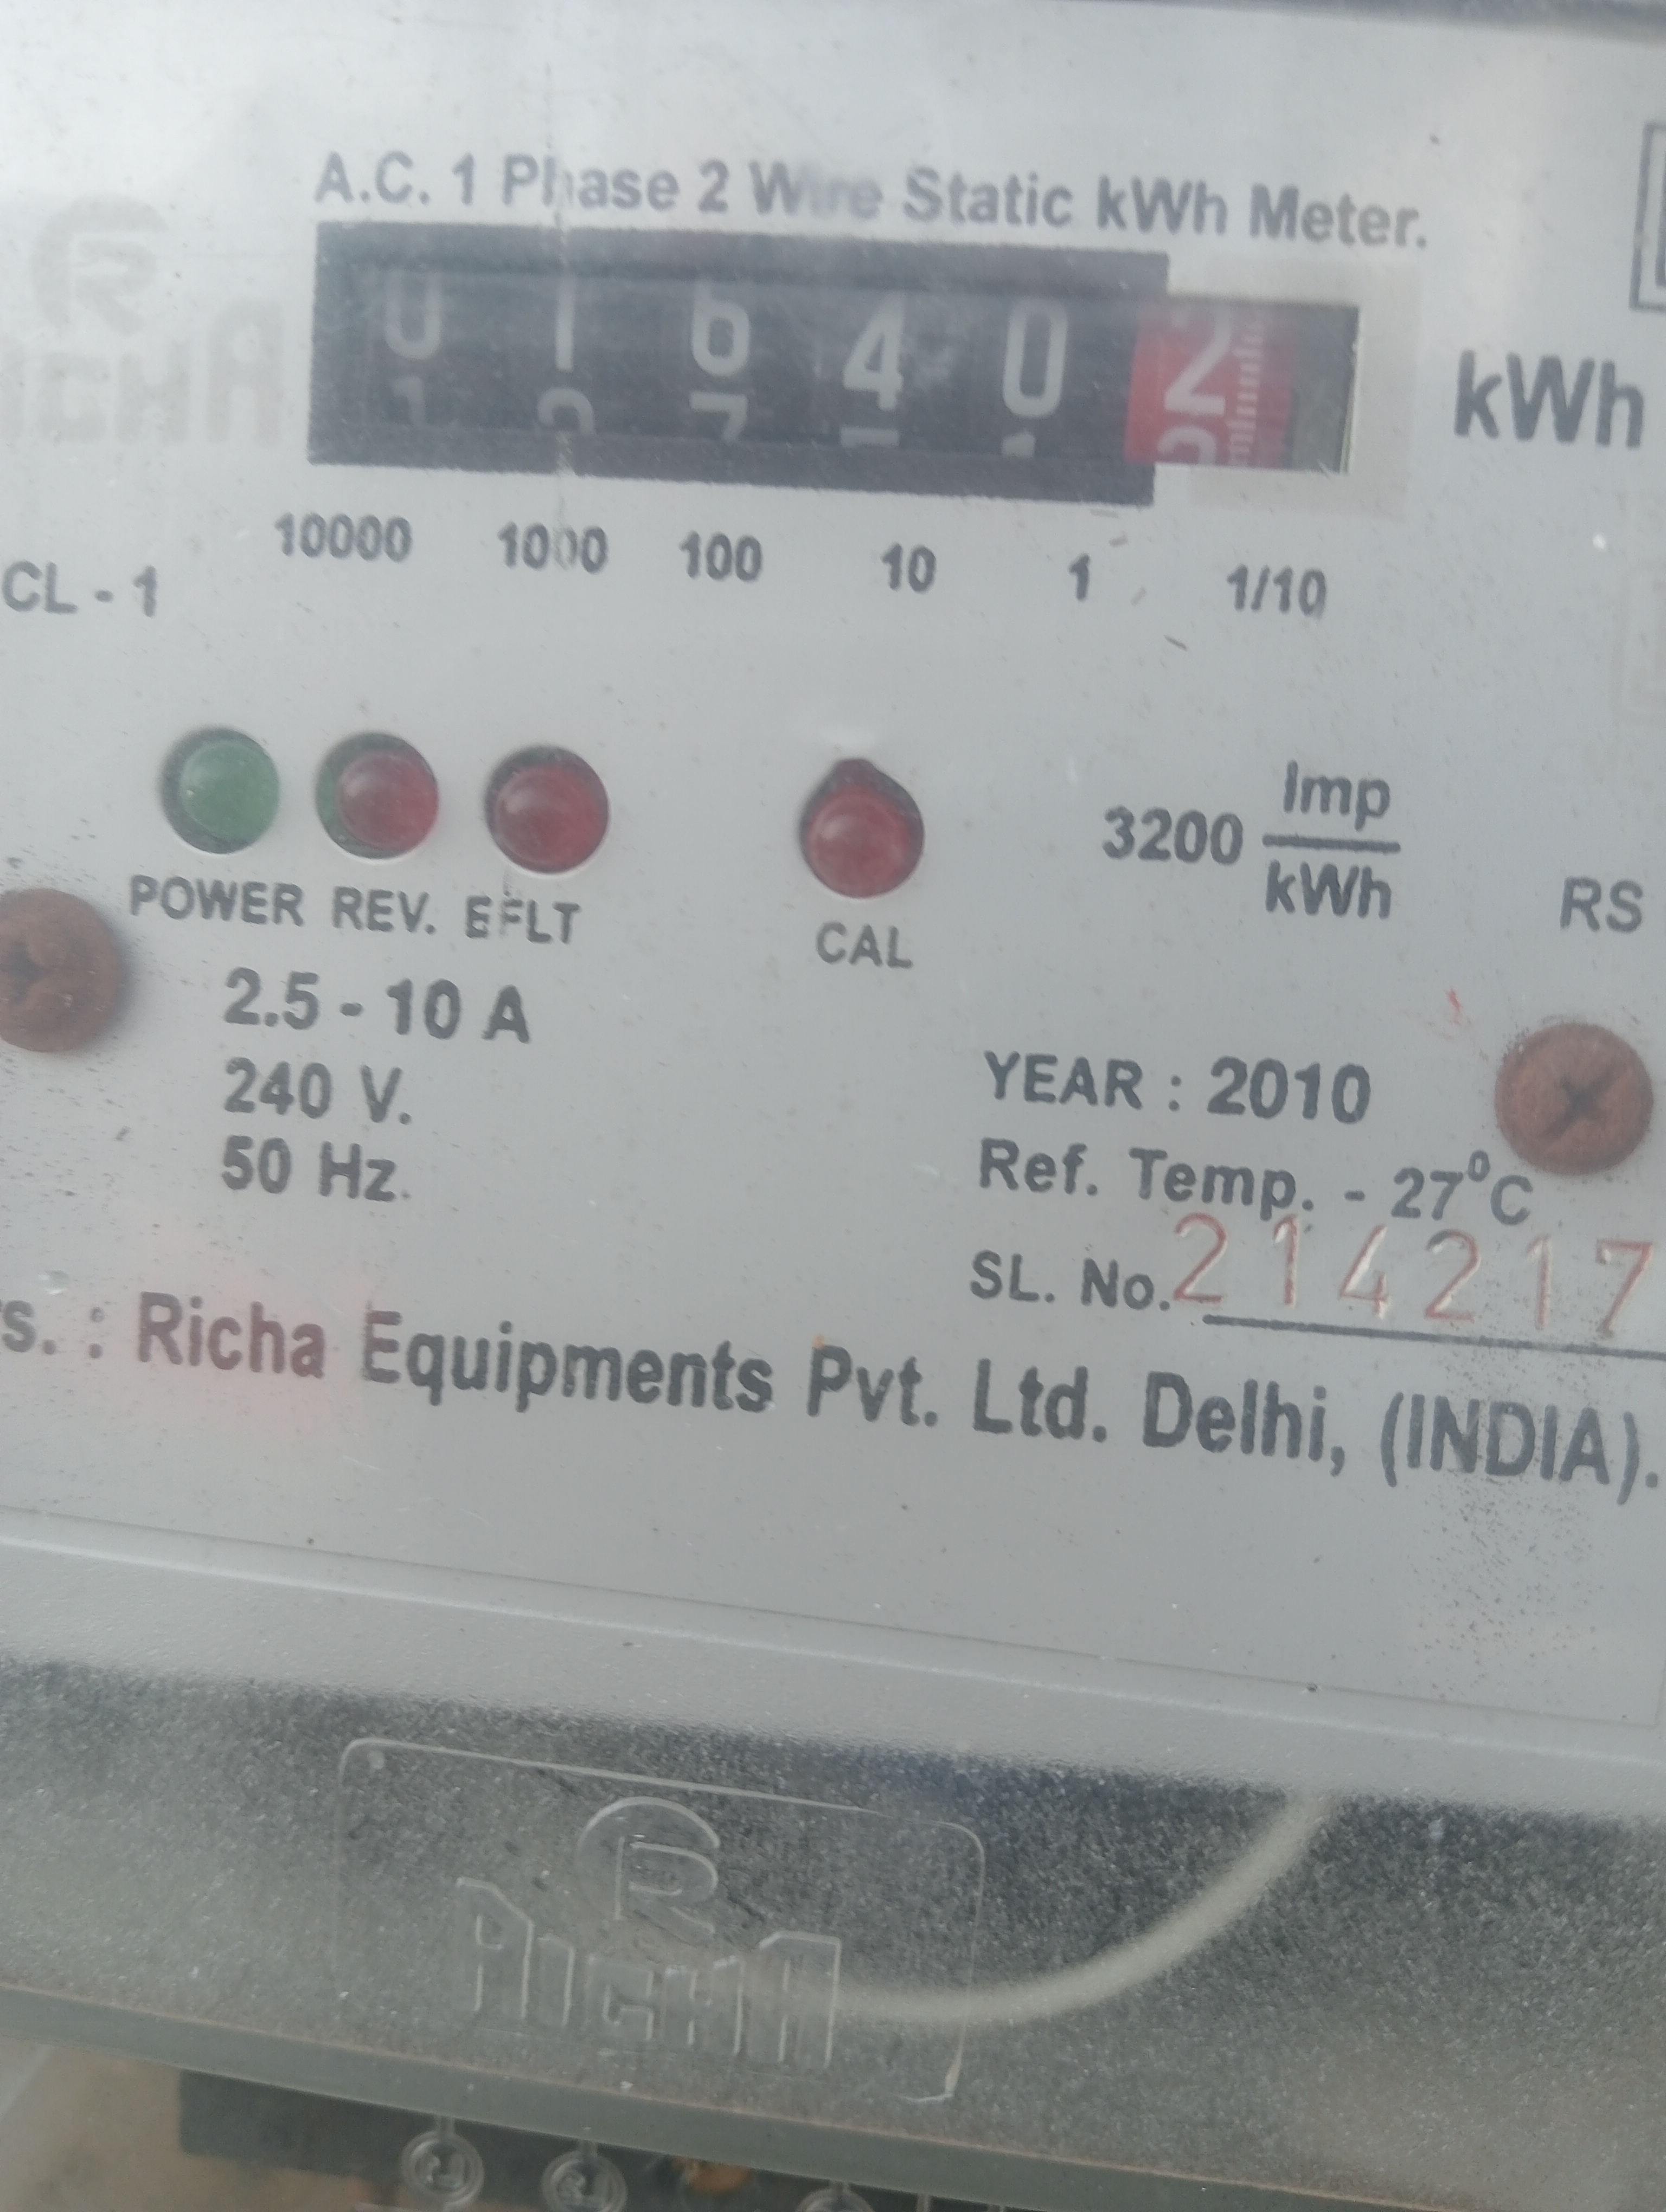 A.C. 1 Phase 2 Wire Static kWh Meter.
RICHA
0 1 6 4 0 2 kWh
10000 1000 100 10 1 1/10
CL - 1
POWER REV. EFLT CAL
3200 Imp
kWh
RS
2.5 - 10 A
240 V.
50 Hz.
YEAR : 2010
Ref. Temp. - 27⁰C
SL. No. 214217
s. : Richa Equipments Pvt. Ltd. Delhi, (INDIA).
R
RICHA